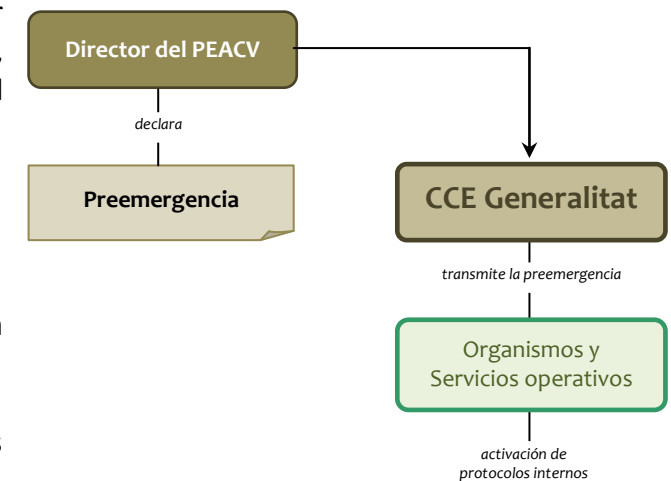 Director del PEACV
declara
Preemergencia
CCE Generalitat
transmite la preemergencia
Organismos y
Servicios operativos
activación de
protocolos internos